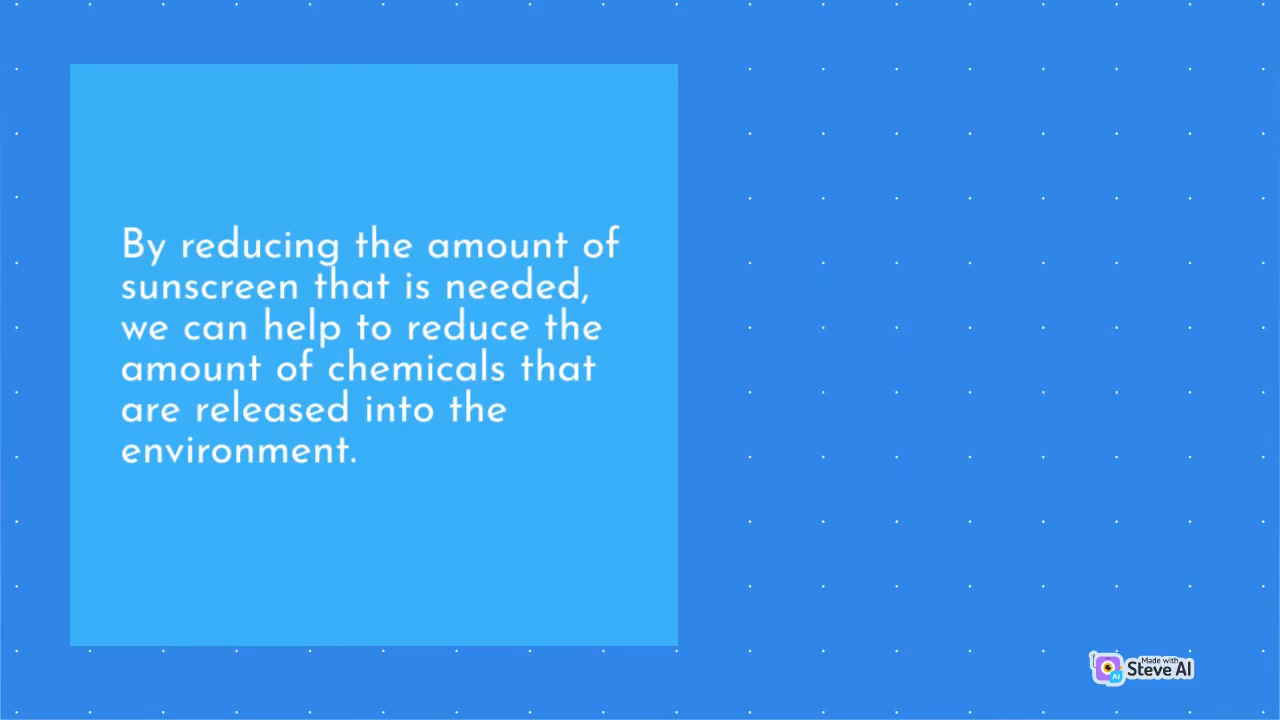 By reducing the amount of
sunscreen that is needed,
we can help to reduce the
amount of chemicals that
are released into the
environment.
Made with
Steve AI
AI